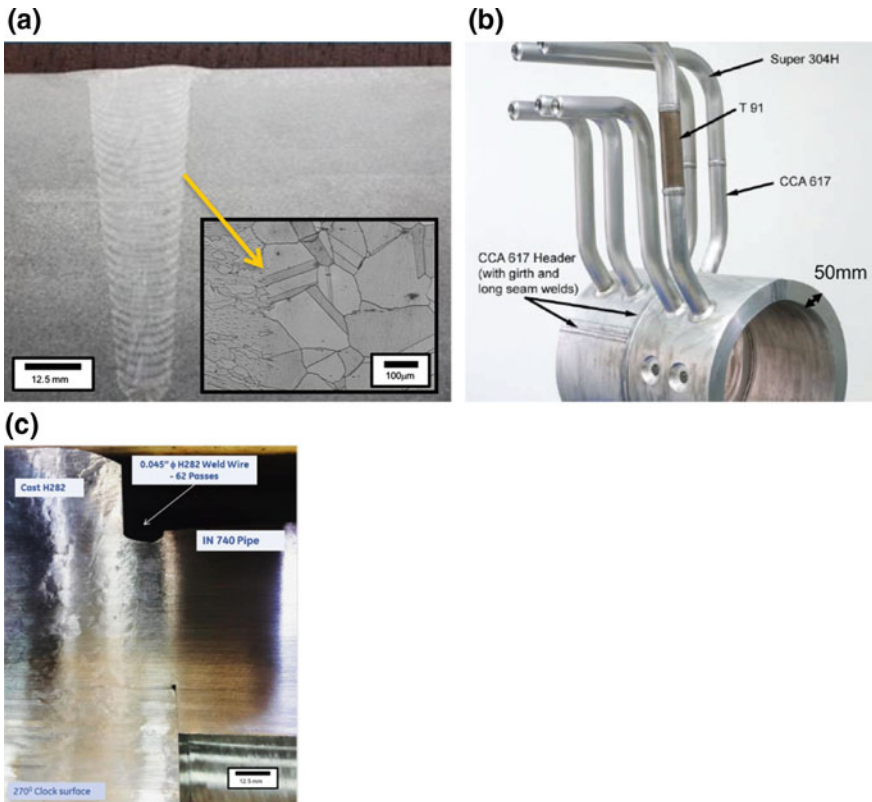 (a)
12.5 mm
100μm
(b)
Super 304H
T 91
CCA 617
CCA 617 Header
(with girth and
long seam welds)
50mm
(c)
0.045" ϕ H282 Weld Wire
- 62 Passes
Cast H282
IN 740 Pipe
12.5 mm
270⁰ Clock surface